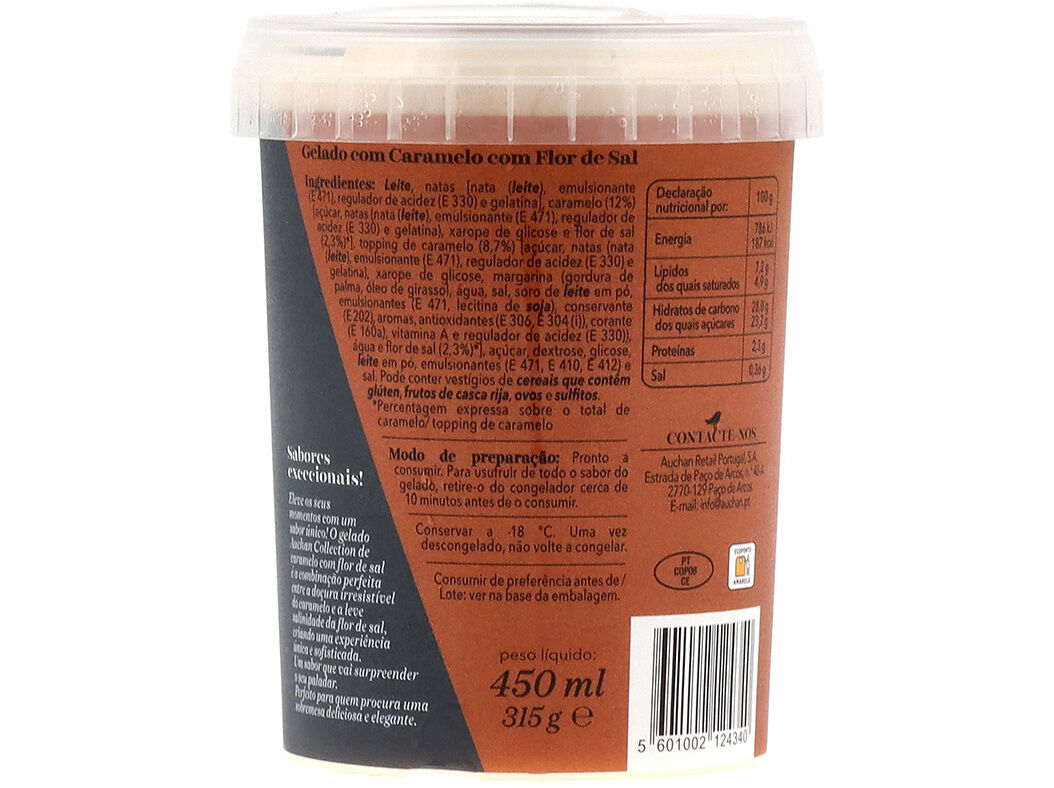 Gelado com Caramelo com Flor de Sal
Ingredientes: Leite, natas [nata (leite), emulsionante
(E 471), regulador de acidez (E 330) e gelatina], caramelo (12%)
[açúcar, natas (nata (leite), emulsionante (E 471), regulador de
acidez (E 330) e gelatina), xarope de glicose e flor de sal
(2,3%)*], topping de caramelo (8,7%) [açúcar, natas (nata
(leite), emulsionante (E 471), regulador de acidez (E 330) e
gelatina), xarope de glicose, margarina (gordura de
palma, óleo de girassol, água, sal, soro de leite em pó,
emulsionantes (E 471, lecitina de soja), conservante
(E 202), aromas, antioxidantes (E 306, E 304 (i)), corante
(E 160a), vitamina A e regulador de acidez (E 330)),
água e flor de sal (2,3%)*], açúcar, dextrose, glicose,
leite em pó, emulsionantes (E 471, E 410, E 412) e
sal. Pode conter vestígios de cereais que contêm
glúten, frutos de casca rija, ovos e sulfitos.
*Percentagem expressa sobre o total de
caramelo/ topping de caramelo
Modo de preparação: Pronto a
consumir. Para usufruir de todo o sabor do
gelado, retire-o do congelador cerca de
10 minutos antes de o consumir.
Conservar a -18 °C. Uma vez
descongelado, não volte a congelar.
Consumir de preferência antes de /
Lote: ver na base da embalagem.
peso líquido:
450 ml
315 g e
Declaração
nutricional por: 100 g
Energia 786 kJ
187 kcal
Lípidos 7,2 g
dos quais saturados 4,9 g
Hidratos de carbono 28,0 g
dos quais açúcares 23,7 g
Proteínas 2,3 g
Sal 0,36 g
CONTACTE-NOS
Auchan Retail Portugal, S.A.
Estrada de Paço de Arcos, n.º 48-A
2770-129 Paço de Arcos.
E-mail: info@auchan.pt
PT
CDP08
CE
ECOPONTO
AMARELO
5 601002 124340
Sabores
excecionais!
Eleve os seus
momentos com um
sabor único! O gelado
Auchan Collection de
caramelo com flor de sal
é a combinação perfeita
entre a doçura irresistível
do caramelo e a leve
salinidade da flor de sal,
criando uma experiência
única e sofisticada.
Um sabor que vai surpreender
o seu paladar.
Perfeito para quem procura uma
sobremesa deliciosa e elegante.